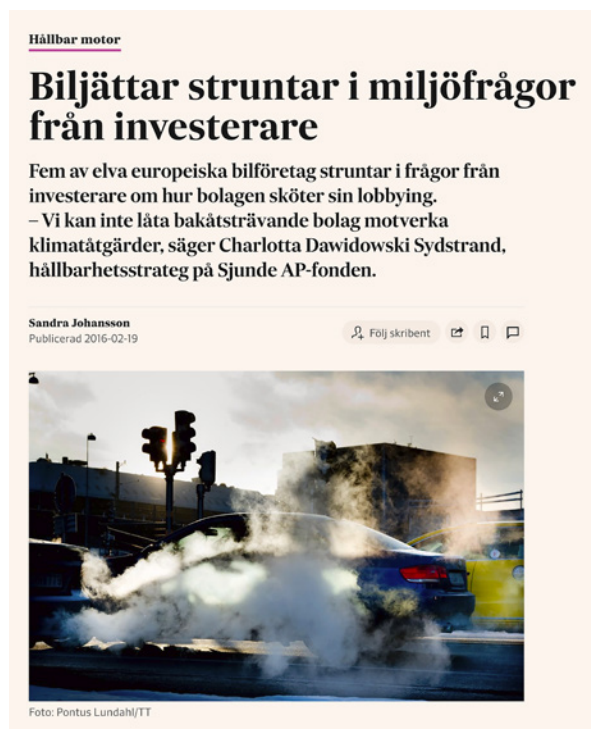 Hållbar motor
Biljättar struntar i miljöfrågor
från investerare
Fem av elva europeiska bilföretag struntar i frågor från
investerare om hur bolagen sköter sin lobbying.
– Vi kan inte låta bakåtsträvande bolag motverka
klimatåtgärder, säger Charlotta Dawidowski Sydstrand,
hållbarhetsstrateg på Sjunde AP-fonden.
Sandra Johansson
Publicerad 2016-02-19
Följ skribent
Foto: Pontus Lundahl/TT